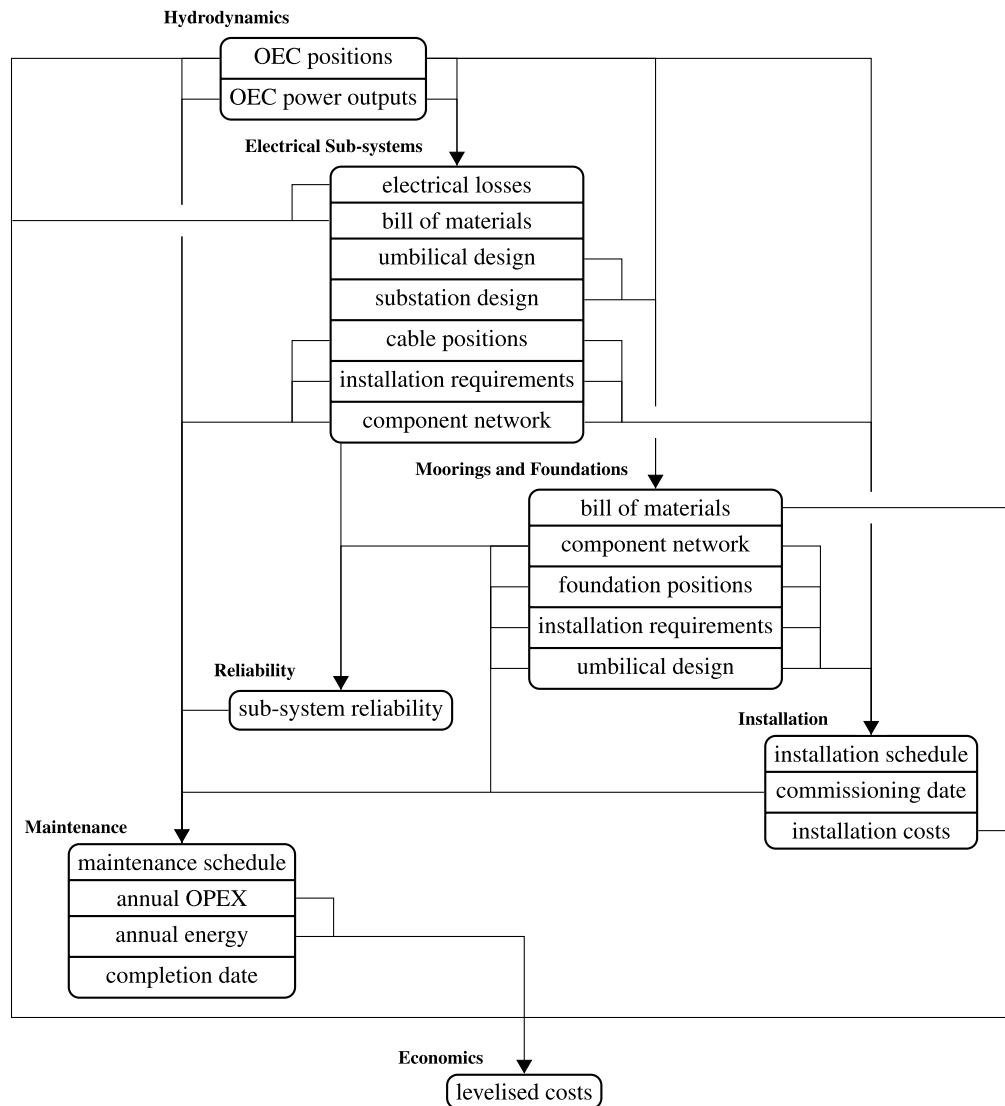 Hydrodynamics
OEC positions
OEC power outputs
Electrical Sub-systems
electrical losses
bill of materials
umbilical design
substation design
cable positions
installation requirements
component network
Moorings and Foundations
bill of materials
component network
foundation positions
installation requirements
umbilical design
Reliability
sub-system reliability
Installation
installation schedule
commissioning date
installation costs
Maintenance
maintenance schedule
annual OPEX
annual energy
completion date
Economics
levelised costs